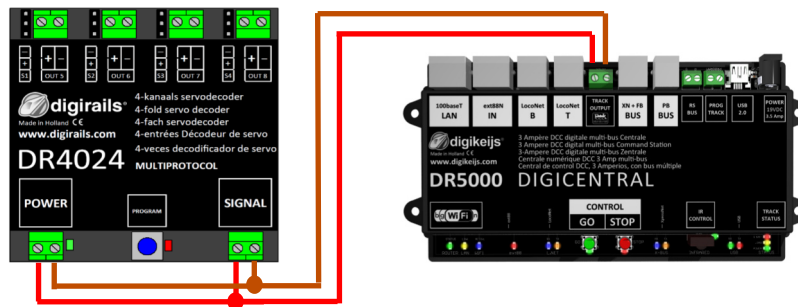 S1 OUT 5 S2 OUT 6 S3 OUT 7 S4 OUT 8
digirails®
Made in Holland
www.digirails.com
DR4024
4-kanaals servodecoder
4-fold servo decoder
4-fach servodecoder
4-entrées Décodeur de servo
4-veces decodificador de servo
MULTIPROTOCOL
POWER
PROGRAM
SIGNAL
100baseT
LAN
ext88N
IN
LocoNet
B
LocoNet
T
TRACK
OUTPUT
XN + FB
BUS
PB
BUS
RS
BUS
PROG
TRACK
USB
2.0
POWER
15V/DC
3.5 Amp
digikeijs®
Made in Holland
www.digikeijs.com
DR5000
3 Ampère DCC digitale multi-bus Centrale
3 Ampère DCC digital multi-bus Command Station
3-Ampere DCC digitale multi-bus Zentrale
Centrale numérique DCC 3 Amp multi-bus
Central de control DCC, 3 Amperios, con bus múltiple
DIGICENTRAL
WiFi
CONTROL
GO STOP
IR
CONTROL
TRACK
STATUS